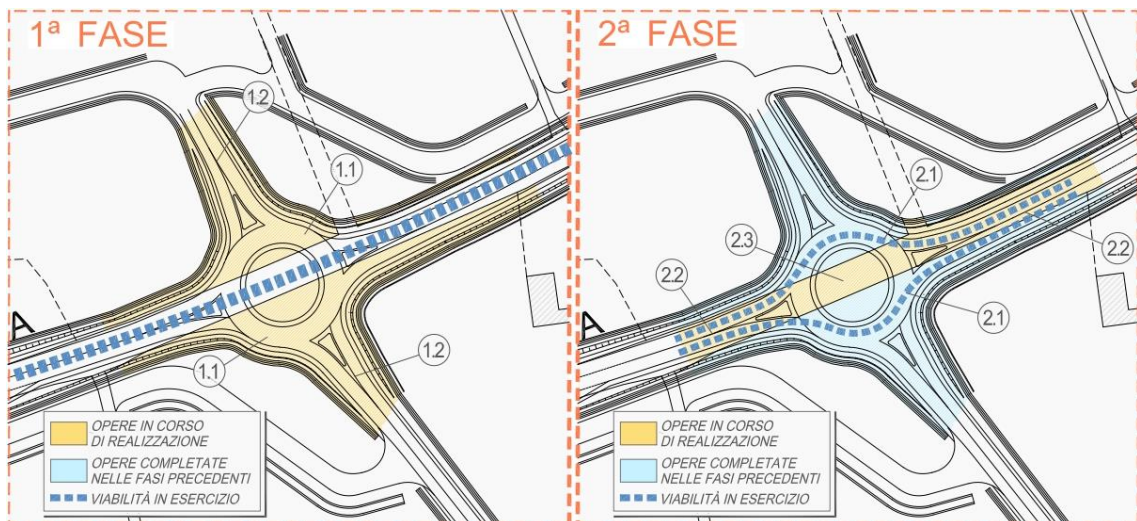 1ª FASE
1.2
1.1
1.2
1.1
A
OPERE IN CORSO
DI REALIZZAZIONE
OPERE COMPLETATE
NELLE FASI PRECEDENTI
VIABILITÀ IN ESERCIZIO
2ª FASE
2.1
2.3
2.2
2.2
2.1
A
OPERE IN CORSO
DI REALIZZAZIONE
OPERE COMPLETATE
NELLE FASI PRECEDENTI
VIABILITÀ IN ESERCIZIO